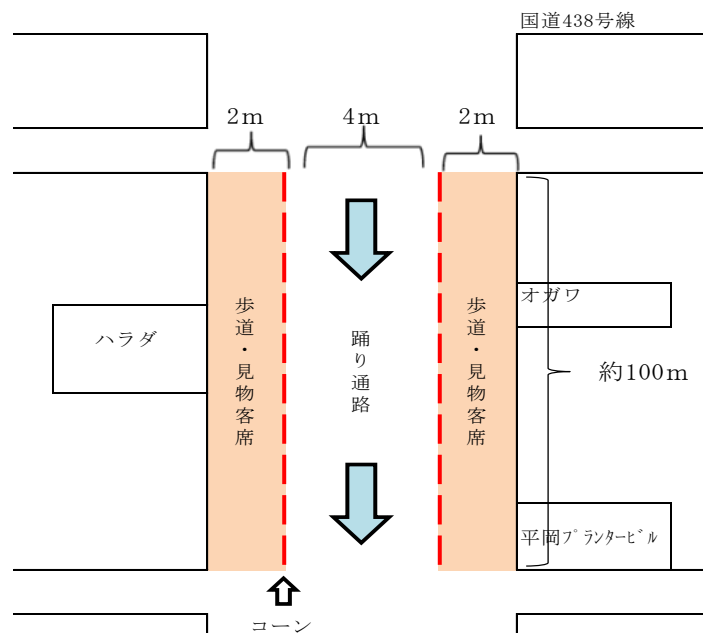 国道438号線
2m
4m
2m
オガワ
ハラダ
歩道・見物客席
踊り通路
歩道・見物客席
約100m
平岡プランタービル
コーン